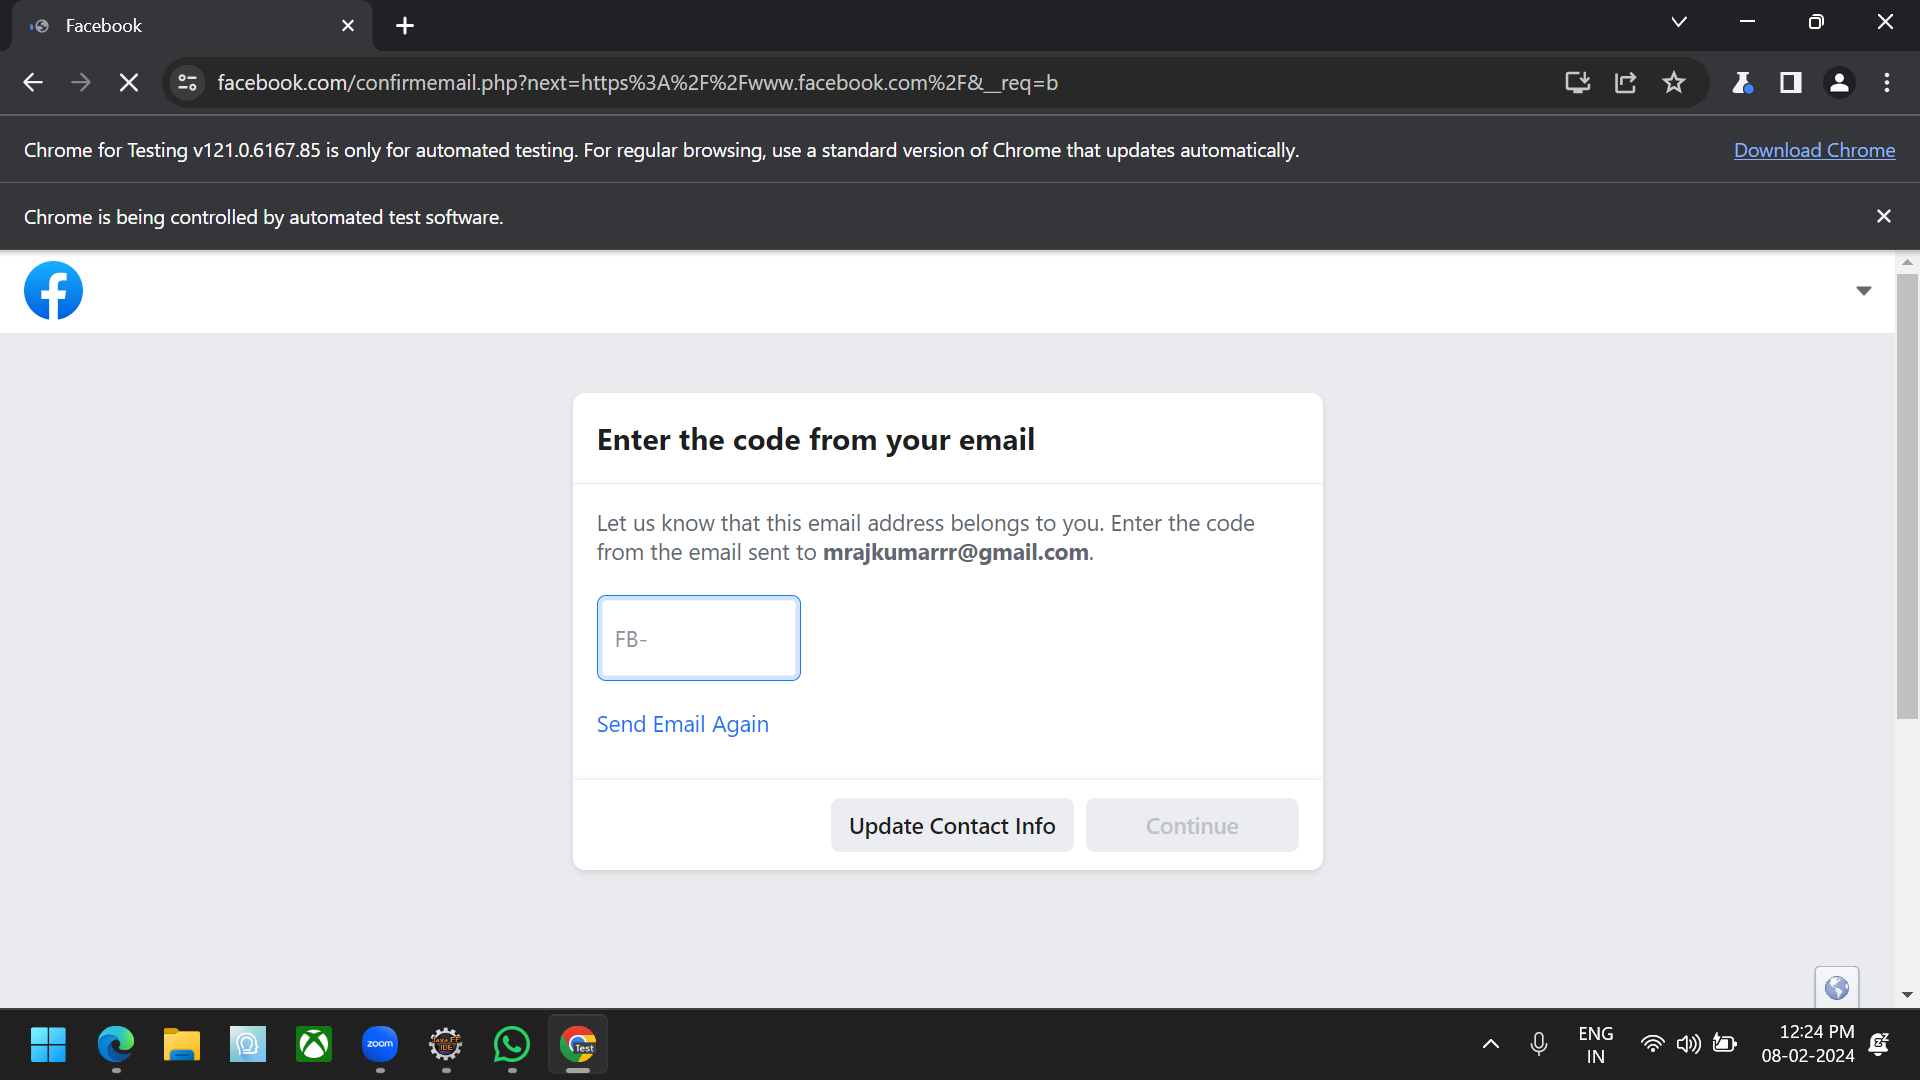 Facebook
facebook.com/confirmemail.php?next=https%3A%2F%2Fwww.facebook.com%2F&__req=b
Chrome for Testing v121.0.6167.85 is only for automated testing. For regular browsing, use a standard version of Chrome that updates automatically.
Download Chrome
Chrome is being controlled by automated test software.
Enter the code from your email
Let us know that this email address belongs to you. Enter the code
from the email sent to mrajkumarrr@gmail.com.
FB-
Send Email Again
Update Contact Info
Continue
zoom
Java EE
IDE
Test
ENG
IN
12:24 PM
08-02-2024